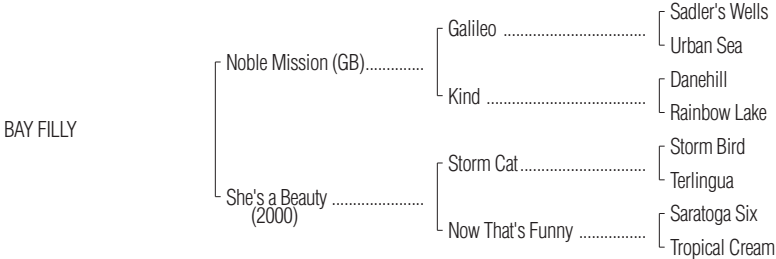 Sadler's Wells
Galileo ................................
Urban Sea
Noble Mission (GB)..............
Danehill
Kind ....................................
Rainbow Lake
BAY FILLY
Storm Bird
Storm Cat............................
Terlingua
She's a Beauty ......................
(2000)
Saratoga Six
Now That's Funny ................
Tropical Cream